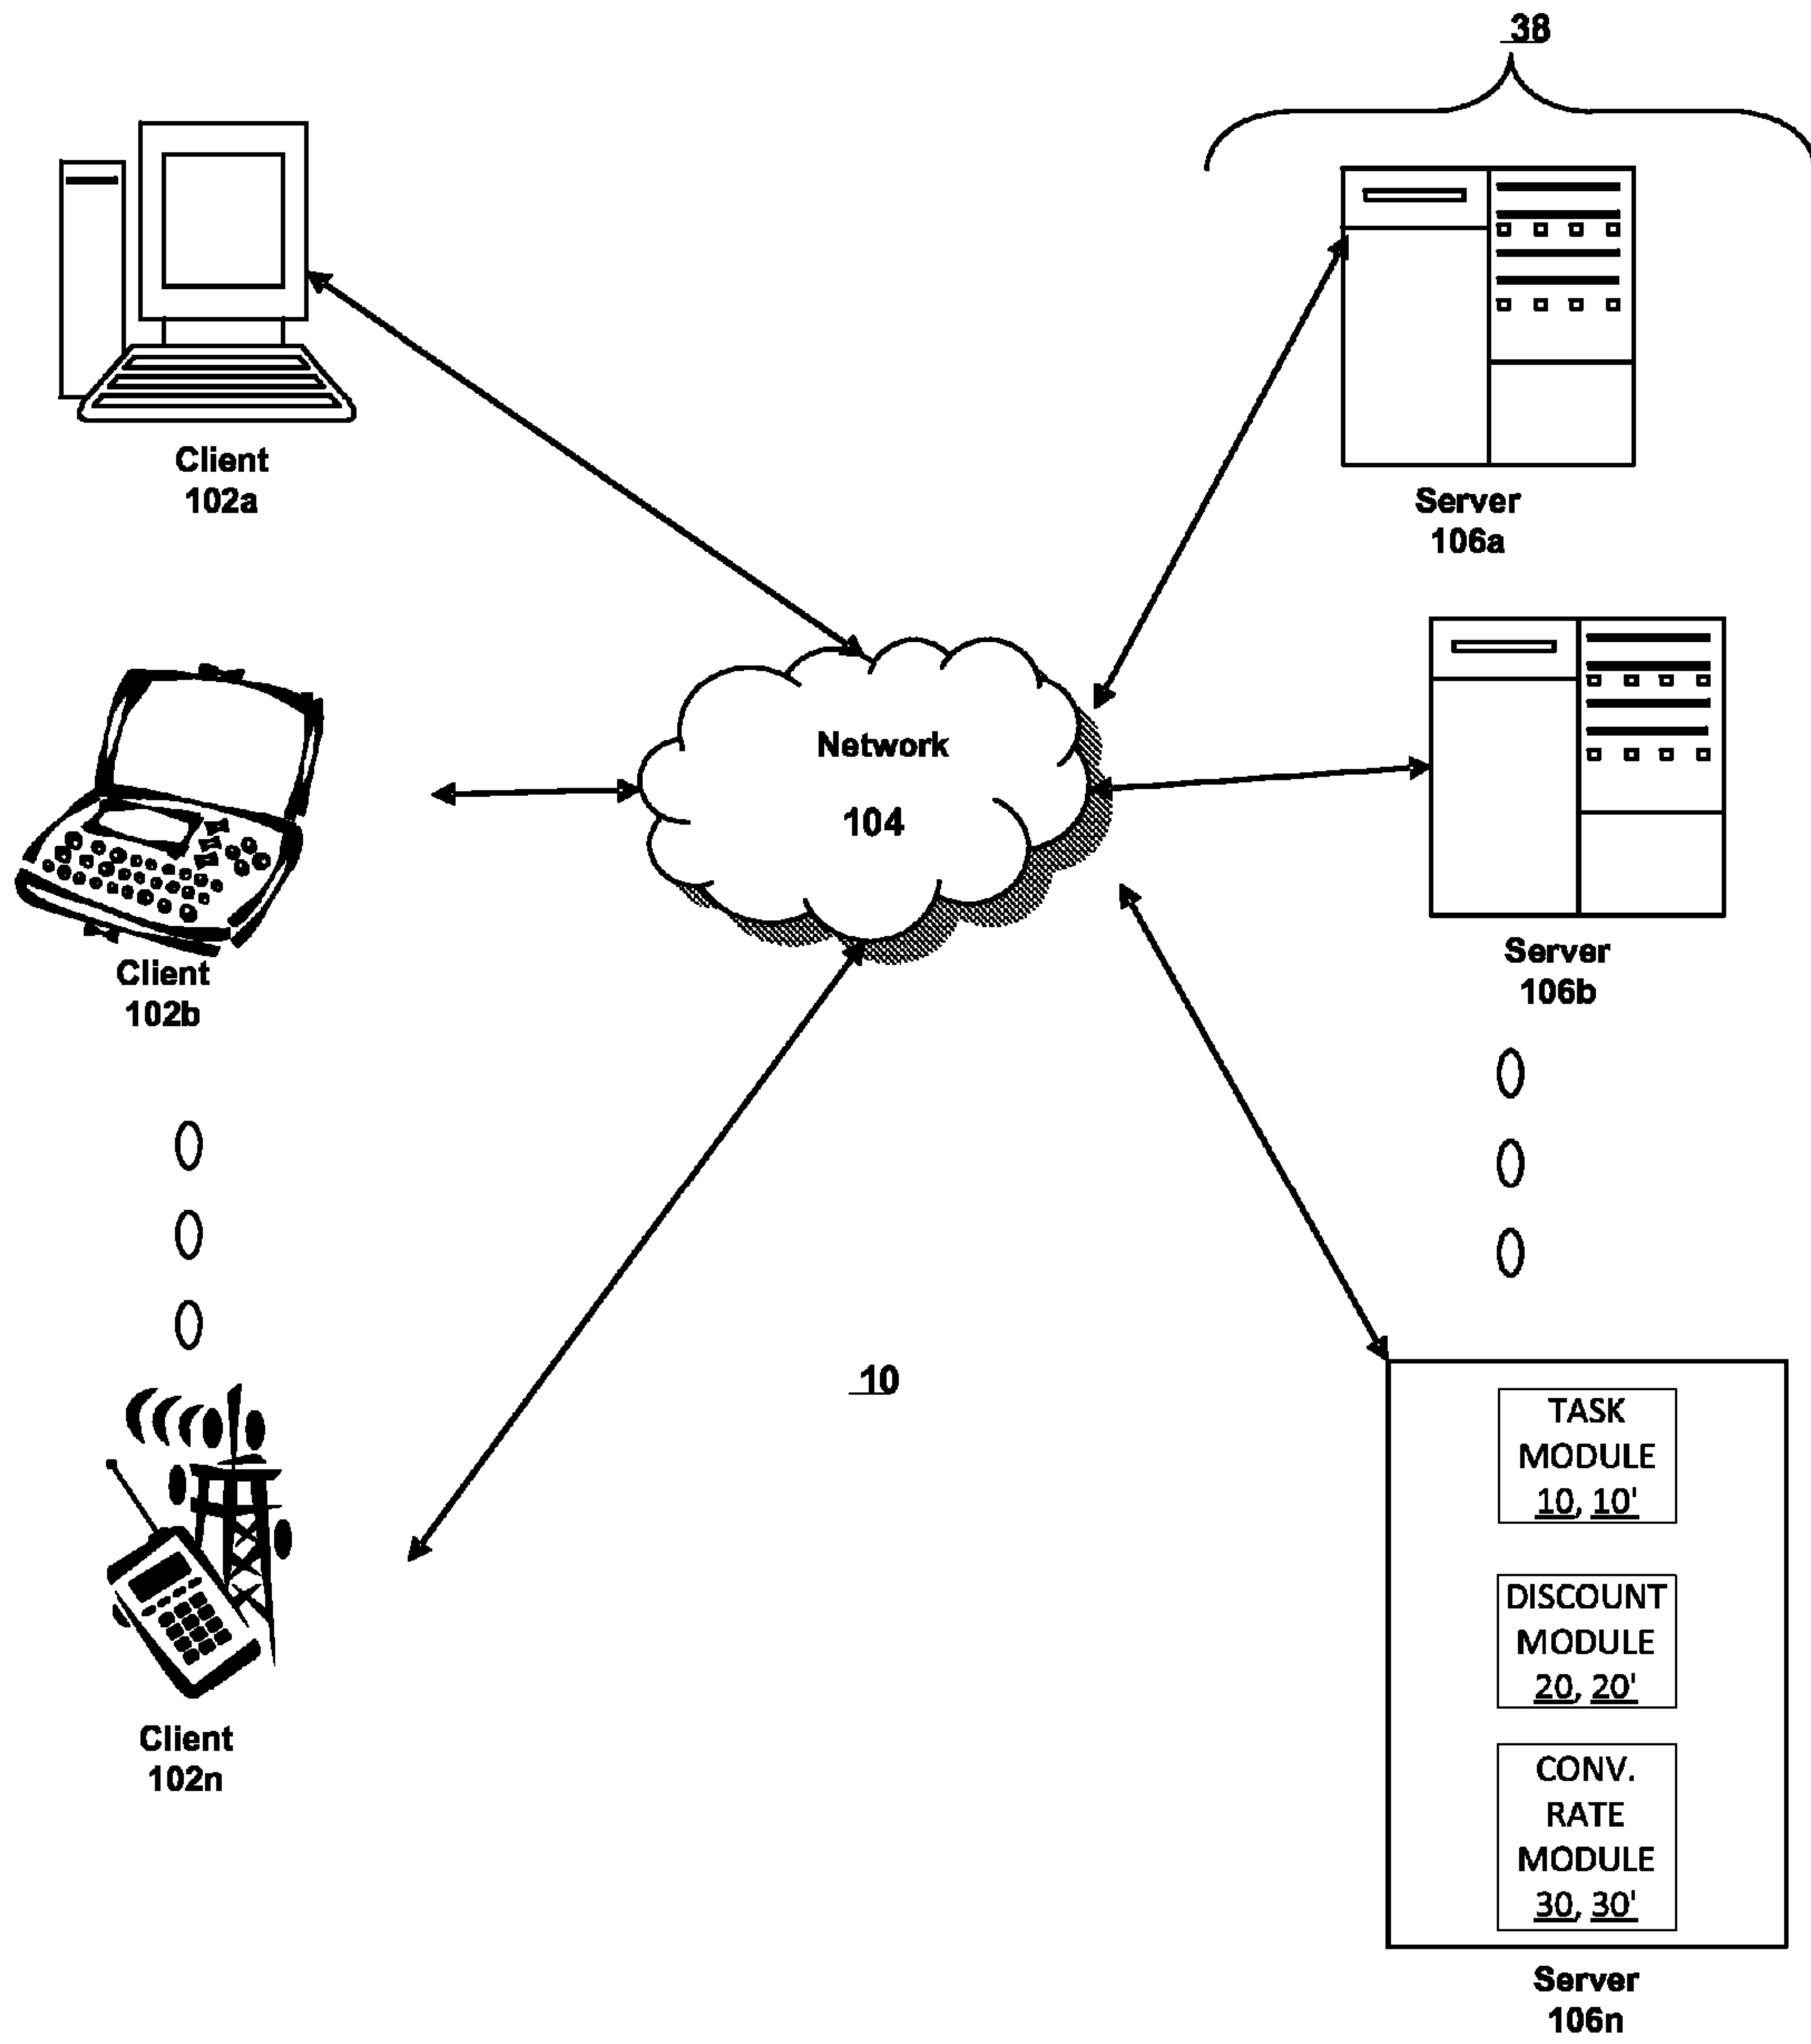 38
Client
102a
Server
106a
Network
104
Client
102b
Server
106b
10
TASK
MODULE
10, 10'
DISCOUNT
MODULE
20, 20'
CONV.
RATE
MODULE
30, 30'
Client
102n
Server
106n